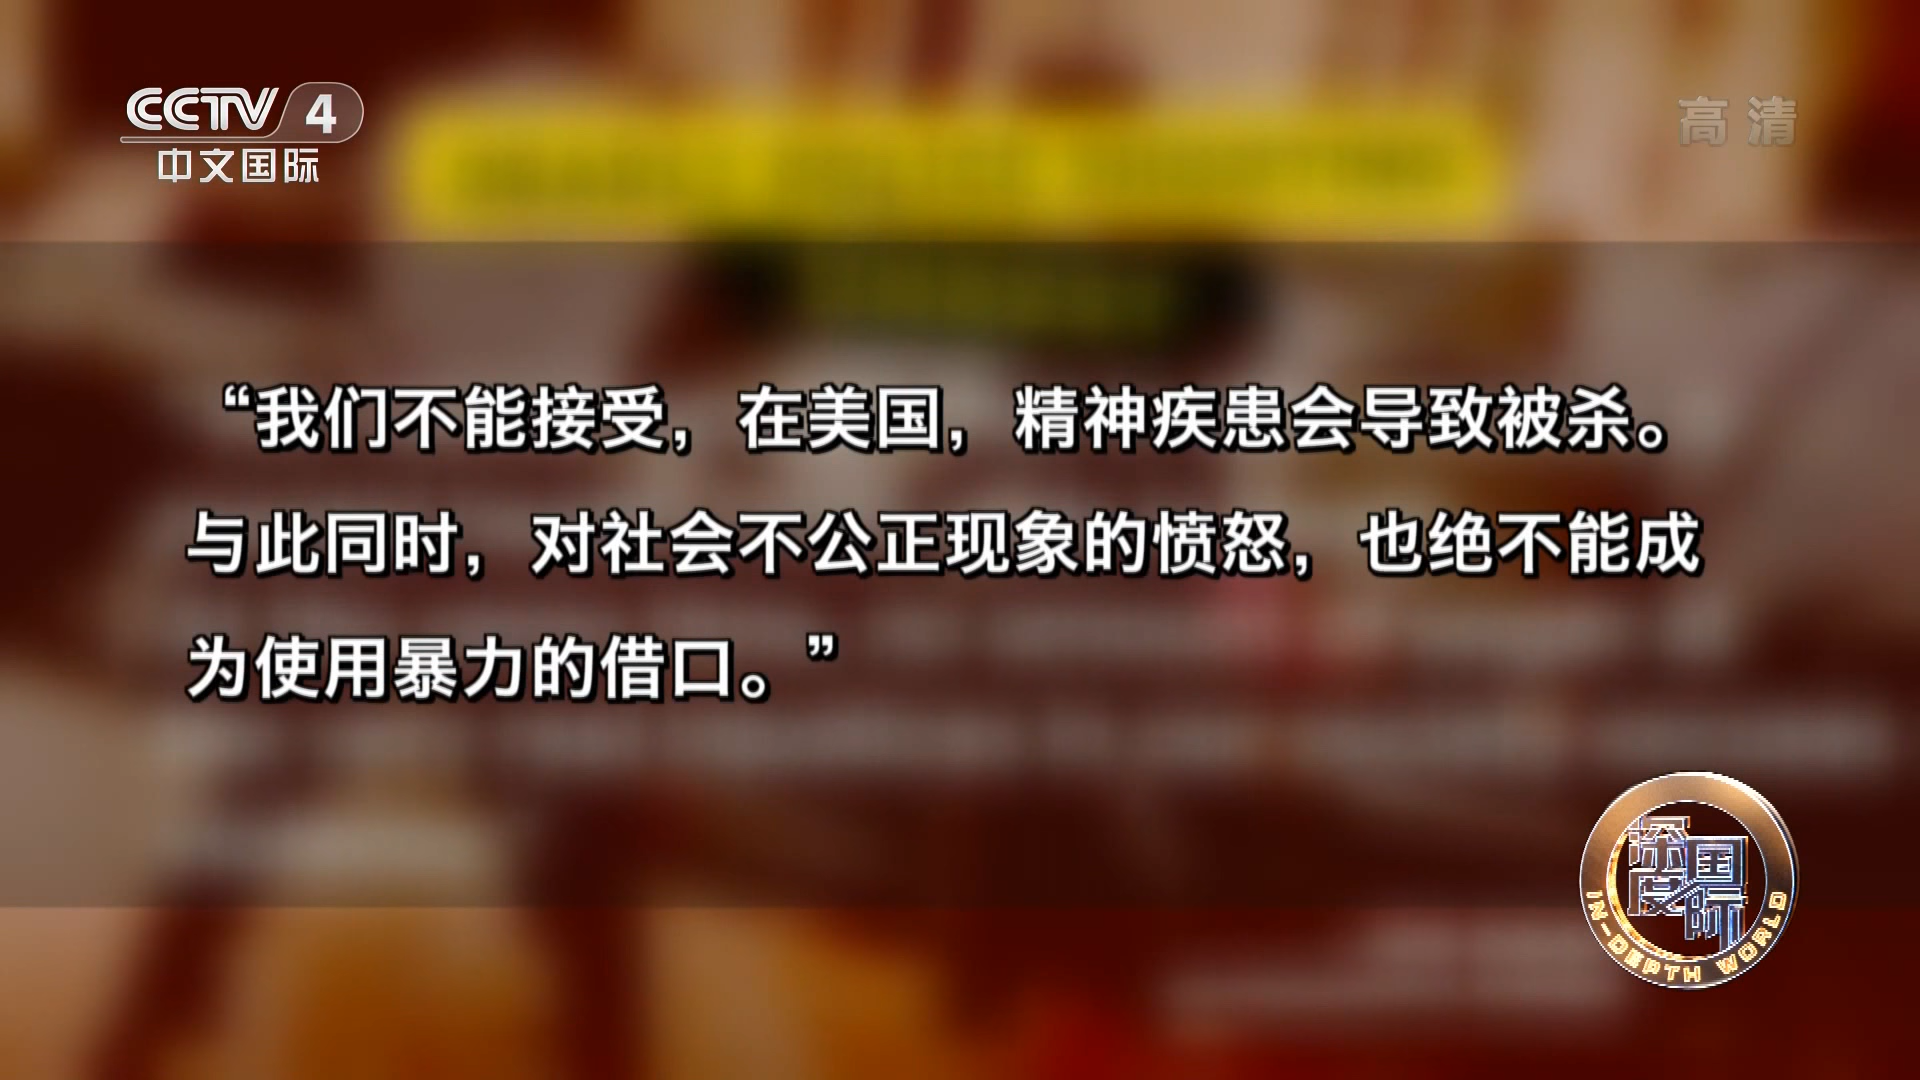 CCTV 4
中文国际
高清
“我们不能接受，在美国，精神疾患会导致被杀。
与此同时，对社会不公正现象的愤怒，也绝不能成
为使用暴力的借口。”
深度国际
IN-DEPTH WORLD